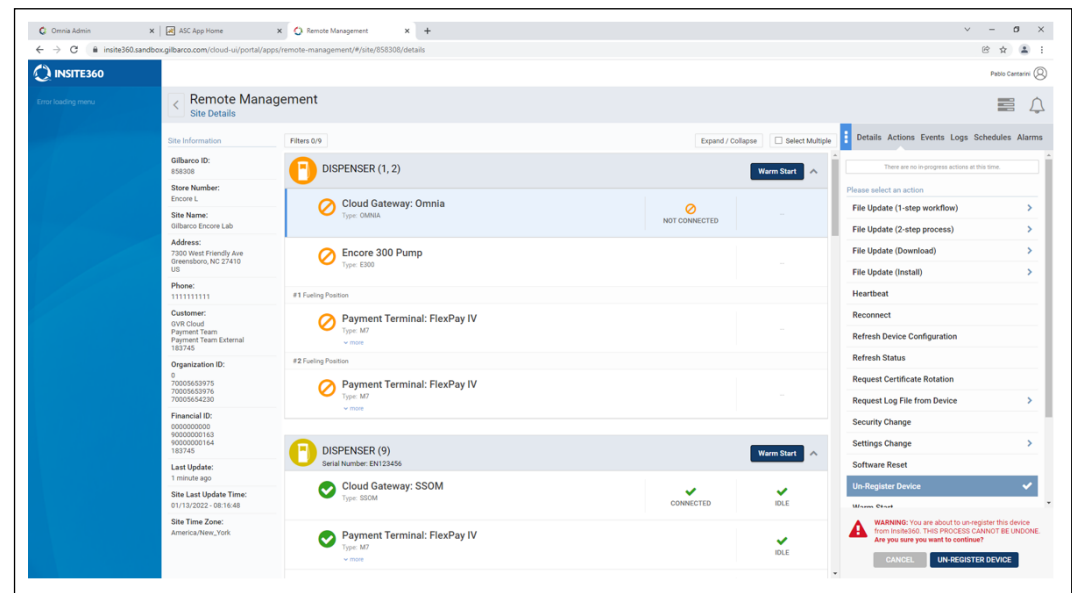 Omnia Admin
ASC App Home
Remote Management
insite360.sandbox.gilbarco.com/cloud-ui/portal/apps/remote-management/#/site/858308/details
INSITE360
Pablo Cantarini
Error loading menu
Remote Management
Site Details
Site Information
Gilbarco ID:
858308
Store Number:
Encore L
Site Name:
Gilbarco Encore Lab
Address:
7300 West Friendly Ave
Greensboro, NC 27410
US
Phone:
1111111111
Customer:
GVR Cloud
Payment Team
Payment Team External
183745
Organization ID:
0
70005653975
70005653976
70005654230
Financial ID:
0000000000
90000000163
90000000164
183745
Last Update:
1 minute ago
Site Last Update Time:
01/13/2022 - 08:16:48
Site Time Zone:
America/New_York
Filters 0/9
Expand / Collapse
Select Multiple
DISPENSER (1, 2)
Warm Start
Cloud Gateway: Omnia
Type: OMNIA
NOT CONNECTED
--
Encore 300 Pump
Type: E300
--
#1 Fueling Position
Payment Terminal: FlexPay IV
Type: M7
more
--
#2 Fueling Position
Payment Terminal: FlexPay IV
Type: M7
more
--
DISPENSER (9)
Serial Number: EN123456
Warm Start
Cloud Gateway: SSOM
Type: SSOM
CONNECTED
IDLE
Payment Terminal: FlexPay IV
Type: M7
more
IDLE
Details Actions Events Logs Schedules Alarms
There are no in-progress actions at this time.
Please select an action
File Update (1-step workflow)
File Update (2-step process)
File Update (Download)
File Update (Install)
Heartbeat
Reconnect
Refresh Device Configuration
Refresh Status
Request Certificate Rotation
Request Log File from Device
Security Change
Settings Change
Software Reset
Un-Register Device
Warm Start
WARNING: You are about to un-register this device
from Insite360. THIS PROCESS CANNOT BE UNDONE.
Are you sure you want to continue?
CANCEL
UN-REGISTER DEVICE